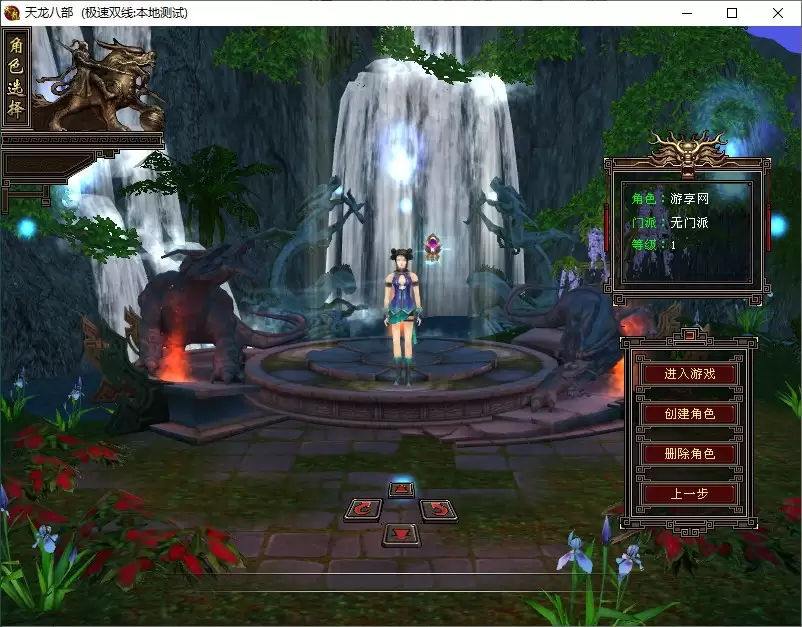 天龙八部 (极速双线:本地测试)
角色选择
角色：游享网
门派：无门派
等级：1
进入游戏
创建角色
删除角色
上一步